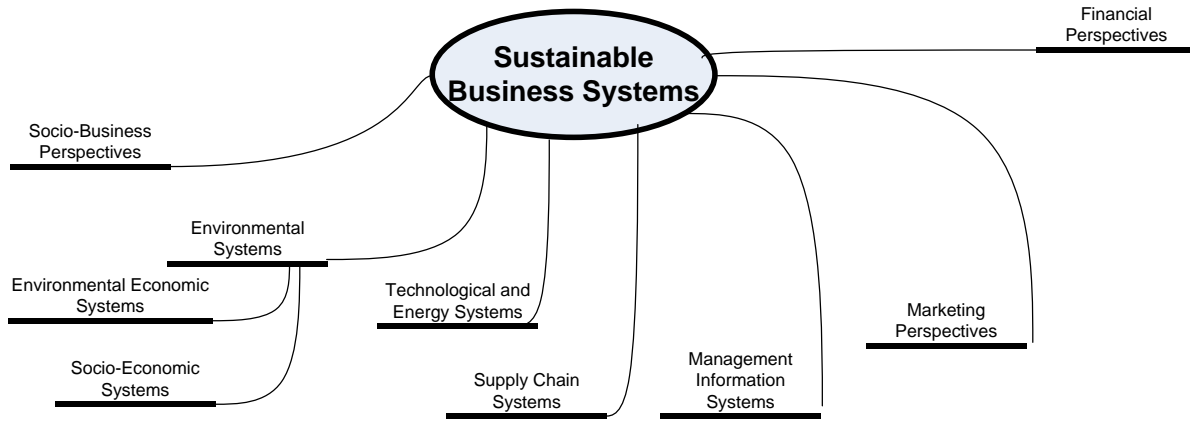 Sustainable
Business Systems
Financial
Perspectives
Socio-Business
Perspectives
Environmental
Systems
Environmental Economic
Systems
Socio-Economic
Systems
Technological and
Energy Systems
Supply Chain
Systems
Management
Information
Systems
Marketing
Perspectives